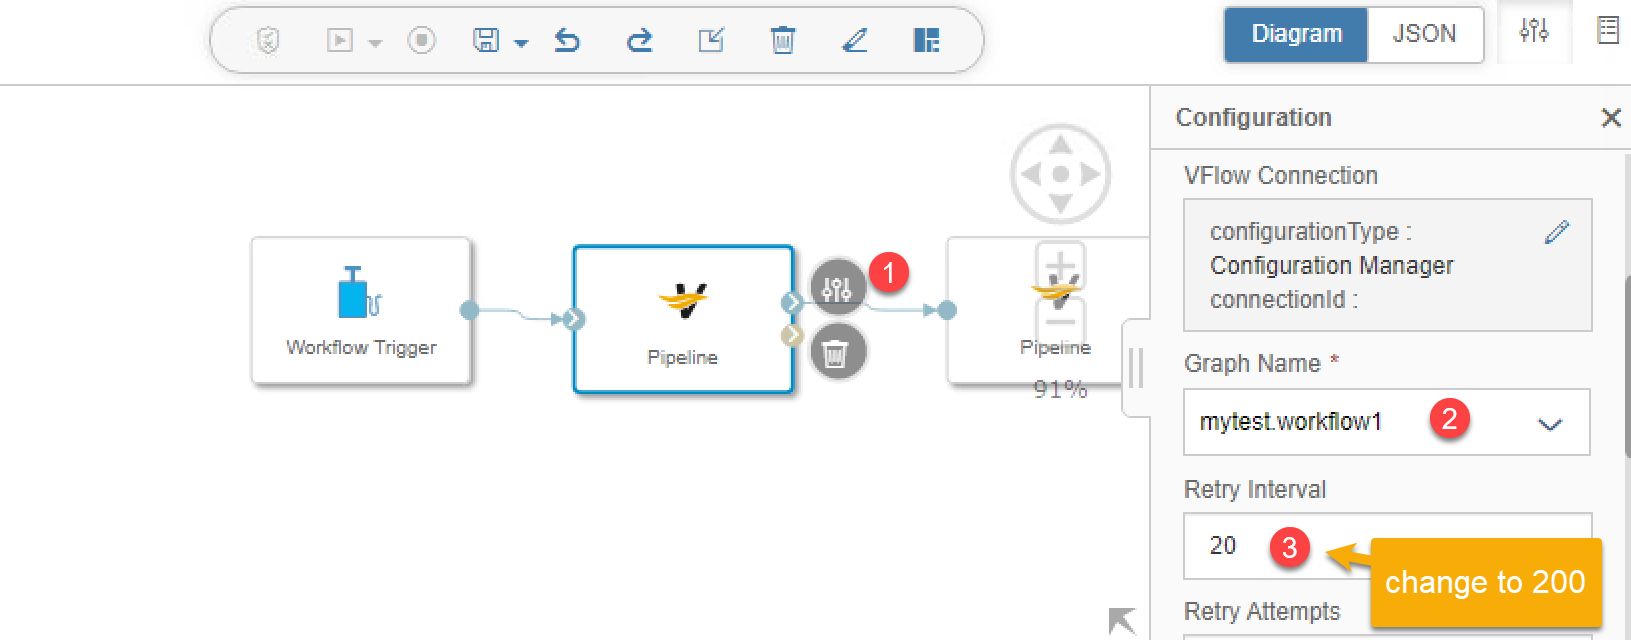 Diagram
JSON
Configuration
VFlow Connection
configurationType :
Configuration Manager
connectionId :
Graph Name *
mytest.workflow1
2
Retry Interval
20
3
change to 200
Retry Attempts
Workflow Trigger
Pipeline
1
Pipeline
91%